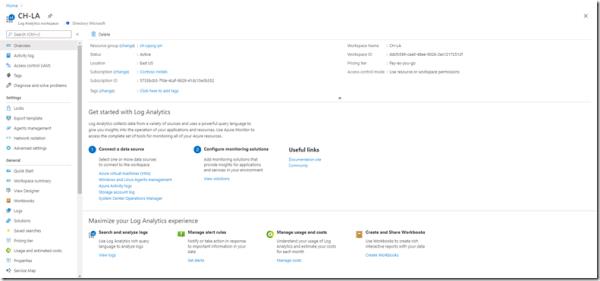 Home >
CH-LA
Log Analytics workspace
Directory: Microsoft
Search (Ctrl+/)
Delete
Overview
Activity log
Access control (IAM)
Tags
Diagnose and solve problems
Settings
Locks
Export template
Agents management
Network isolation
Advanced settings
General
Quick Start
Workspace summary
View Designer
Workbooks
Logs
Solutions
Saved searches
Pricing tier
Usage and estimated costs
Properties
Service Map
Resource group (change)
Status : Active
Location : East US
Subscription (change) : Contoso Hotels
Subscription ID
Tags (change) : Click here to add tags
Workspace Name : CH-LA
Workspace ID
Pricing tier : Pay-as-you-go
Access control mode : Use resource or workspace permissions
Get started with Log Analytics
Log Analytics collects data from a variety of sources and uses a powerful query language to
give you insights into the operation of your applications and resources. Use Azure Monitor to
access the complete set of tools for monitoring all of your Azure resources.
1 Connect a data source
Select one or more data sources
to connect to the workspace
Azure virtual machines (VMs)
Windows and Linux Agents management
Azure Activity logs
Storage account log
System Center Operations Manager
2 Configure monitoring solutions
Add monitoring solutions that
provide insights for applications
and services in your environment
View solutions
Useful links
Documentation site
Community
Maximize your Log Analytics experience
Search and analyze logs
Use Log Analytics rich query
language to analyze logs
View logs
Manage alert rules
Notify or take action in response
to important information in your
data
Set Alerts
Manage usage and costs
Understand your usage of Log
Analytics and estimate your costs
for each month
Manage costs
Create and Share Workbooks
Use Workbooks to create rich
interactive reports with your data
Create Workbooks